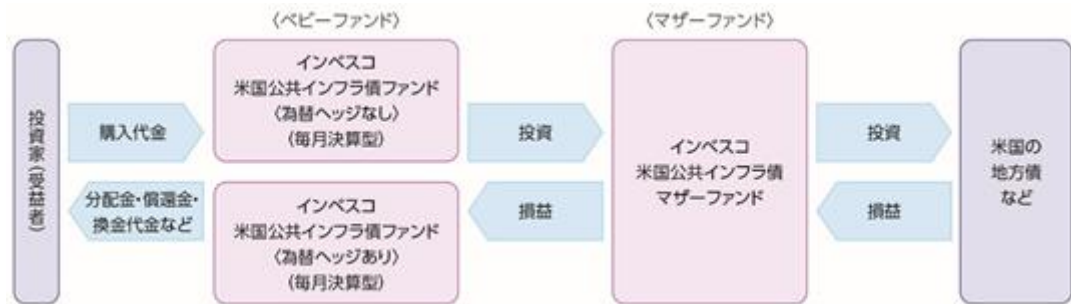 〈ベビーファンド〉
〈マザーファンド〉
投資家(受益者)
購入代金
分配金・償還金・
換金代金など
インベスコ
米国公共インフラ債ファンド
〈為替ヘッジなし〉
(毎月決算型)
インベスコ
米国公共インフラ債ファンド
〈為替ヘッジあり〉
(毎月決算型)
投資
損益
インベスコ
米国公共インフラ債
マザーファンド
投資
損益
米国の
地方債
など